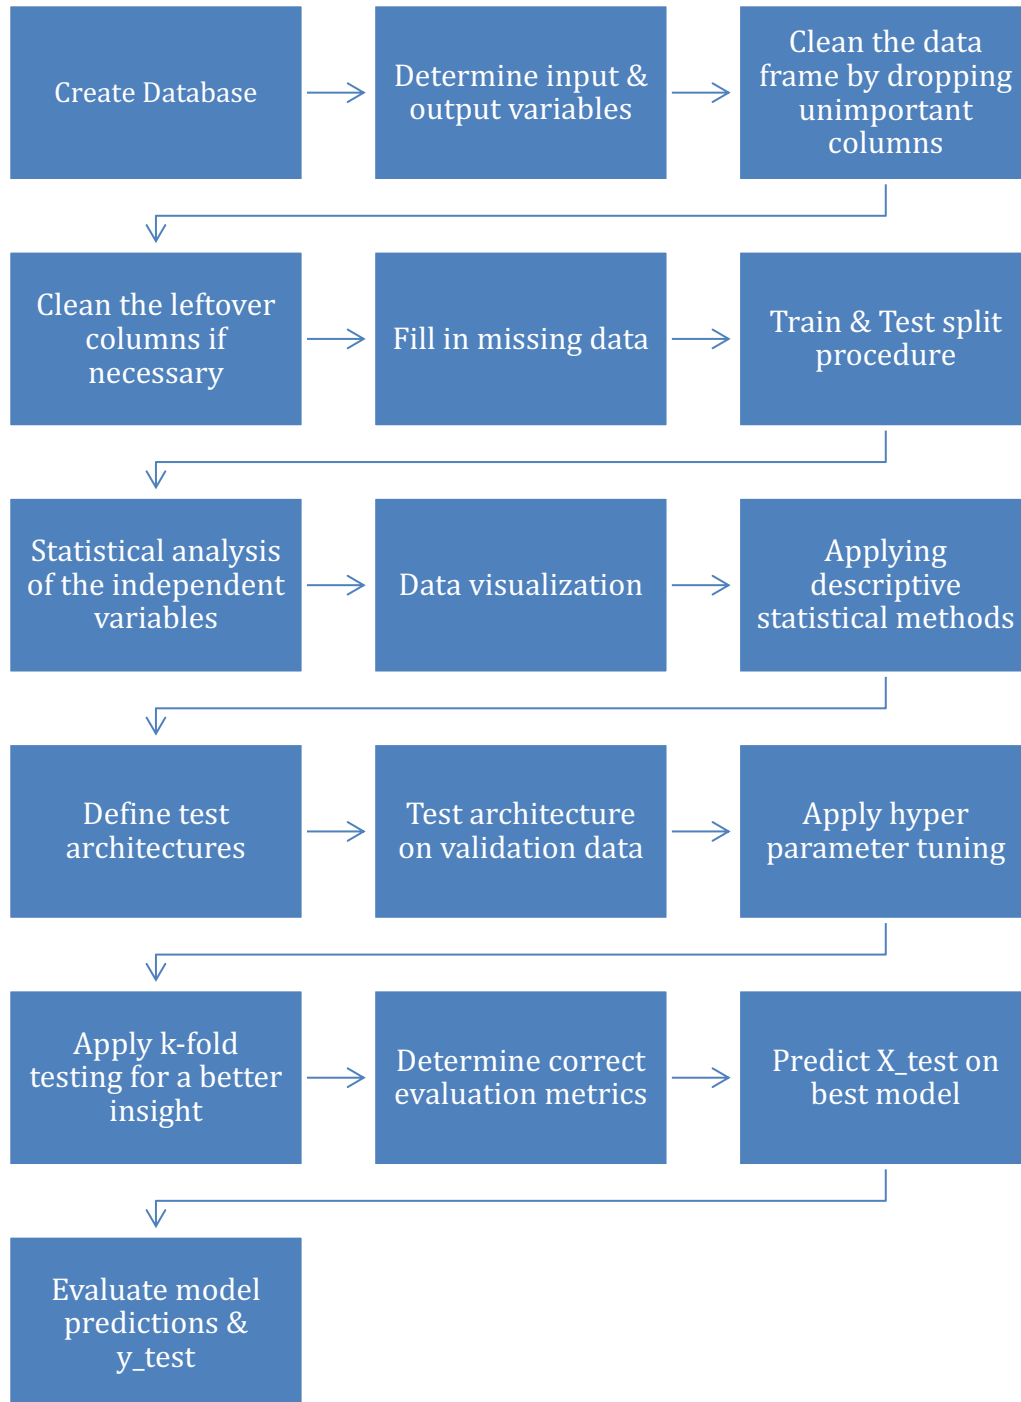 Create Database
Determine input &
output variables
Clean the data
frame by dropping
unimportant
columns
Clean the leftover
columns if
necessary
Fill in missing data
Train & Test split
procedure
Statistical analysis
of the independent
variables
Data visualization
Applying
descriptive
statistical methods
Define test
architectures
Test architecture
on validation data
Apply hyper
parameter tuning
Apply k-fold
testing for a better
insight
Determine correct
evaluation metrics
Predict X_test on
best model
Evaluate model
predictions &
y_test